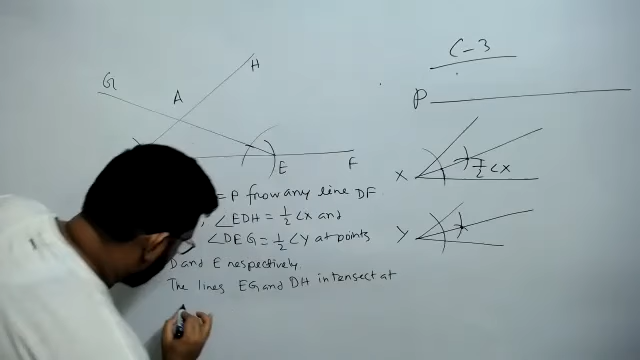 C-3
G
H
A
P
E
F
X
1/2 <X
Y
= P from any line DF
∠EDH = 1/2 <X and
∠DEG = 1/2 <Y at points
D and E respectively.
The lines EG and DH intensect at